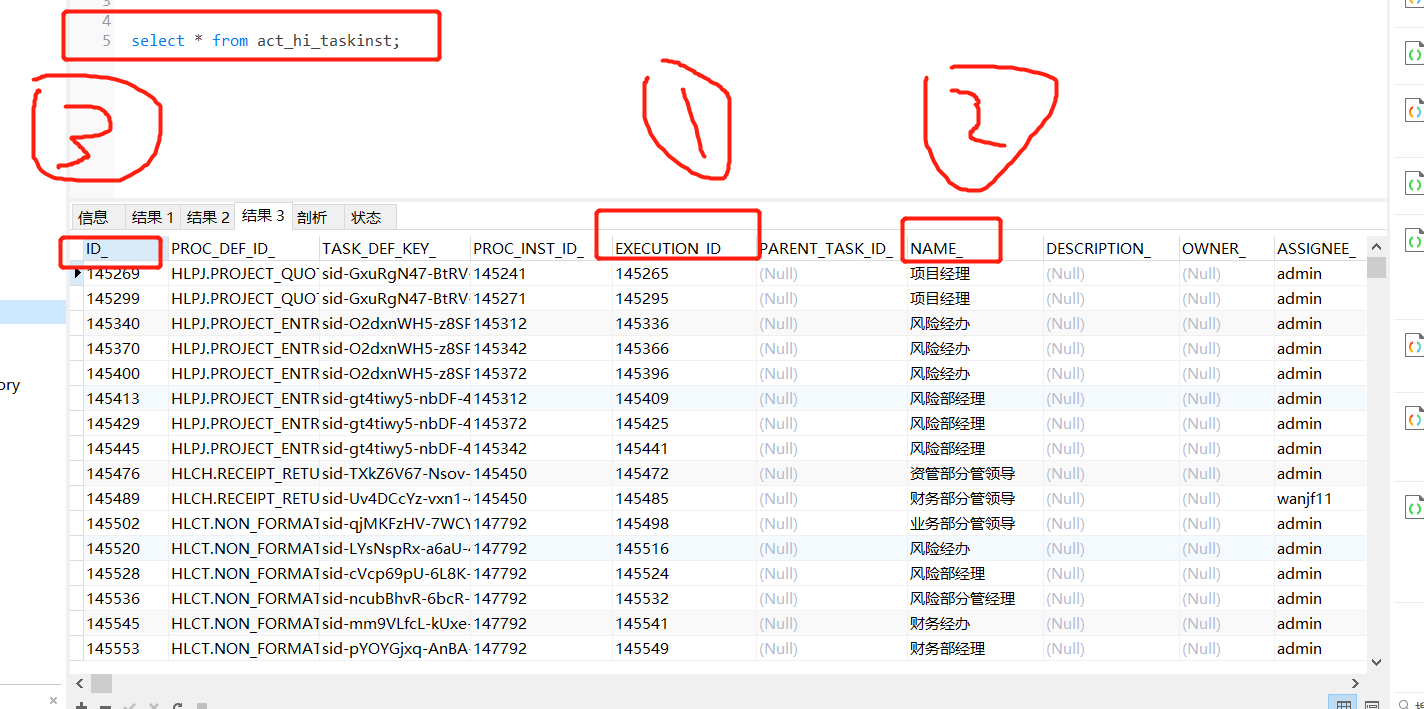 3
4
5 select * from act_hi_taskinst;
3
1
2
信息 结果 1 结果 2 结果 3 剖析 状态
ID_ PROC_DEF_ID_ TASK_DEF_KEY_ PROC_INST_ID_ EXECUTION_ID PARENT_TASK_ID_ NAME_ DESCRIPTION_ OWNER_ ASSIGNEE_
145269 HLPJ.PROJECT_QUOT sid-GxuRgN47-BtRV- 145241 145265 (Null) 项目经理 (Null) (Null) admin
145299 HLPJ.PROJECT_QUOT sid-GxuRgN47-BtRV- 145271 145295 (Null) 项目经理 (Null) (Null) admin
145340 HLPJ.PROJECT_ENTR sid-O2dxnWH5-z8SF 145312 145336 (Null) 风险经办 (Null) (Null) admin
145370 HLPJ.PROJECT_ENTR sid-O2dxnWH5-z8SF 145342 145366 (Null) 风险经办 (Null) (Null) admin
145400 HLPJ.PROJECT_ENTR sid-O2dxnWH5-z8SF 145372 145396 (Null) 风险经办 (Null) (Null) admin
145413 HLPJ.PROJECT_ENTR sid-gt4tiwy5-nbDF-4 145312 145409 (Null) 风险部经理 (Null) (Null) admin
145429 HLPJ.PROJECT_ENTR sid-gt4tiwy5-nbDF-4 145372 145425 (Null) 风险部经理 (Null) (Null) admin
ory
145445 HLPJ.PROJECT_ENTR sid-gt4tiwy5-nbDF-4 145342 145441 (Null) 风险部经理 (Null) (Null) admin
145476 HLCH.RECEIPT_RETU sid-TXkZ6V67-Nsov- 145450 145472 (Null) 资管部分管领导 (Null) (Null) admin
145489 HLCH.RECEIPT_RETU sid-Uv4DCcYz-vxn1-4 145450 145485 (Null) 财务部分管领导 (Null) (Null) wanjf11
145502 HLCT.NON_FORMAT sid-qjMKFzHV-7WCY 147792 145498 (Null) 业务部分管领导 (Null) (Null) admin
145520 HLCT.NON_FORMAT sid-LYsNspRx-a6aU-4 147792 145516 (Null) 风险经办 (Null) (Null) admin
145528 HLCT.NON_FORMAT sid-cVcp69pU-6L8K- 147792 145524 (Null) 风险部经理 (Null) (Null) admin
145536 HLCT.NON_FORMAT sid-ncubBhvR-6bcR- 147792 145532 (Null) 风险部分管经理 (Null) (Null) admin
145545 HLCT.NON_FORMAT sid-mm9VLfcL-kUxe- 147792 145541 (Null) 财务经办 (Null) (Null) admin
145553 HLCT.NON_FORMAT sid-pYOYGjxq-AnBA- 147792 145549 (Null) 财务部经理 (Null) (Null) admin